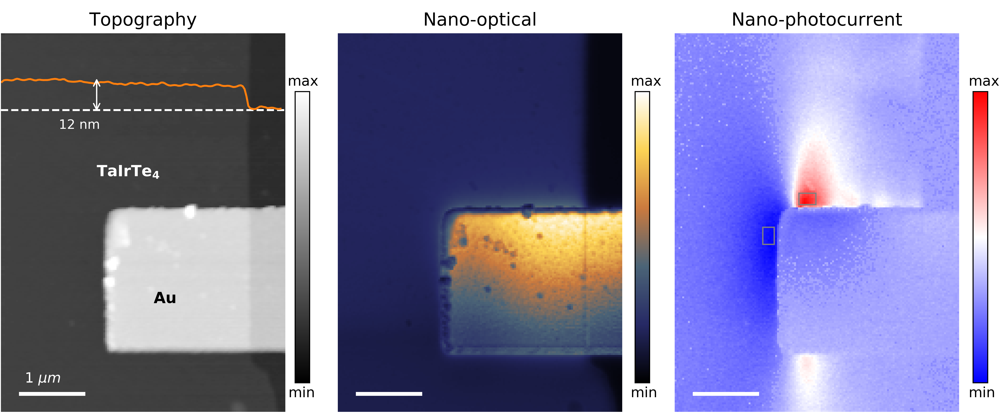 Topography
Nano-optical
Nano-photocurrent
max
max
max
12 nm
TaIrTe₄
Au
1 μm
min
min
min